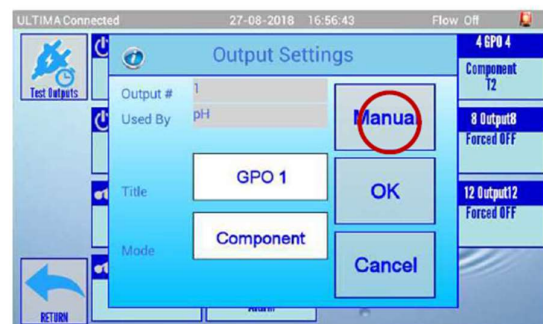 ULTIMA Connected 27-08-2018 16:56:43 Flow Off
Output Settings
Test Outputs
Output # 1
Used By pH
Manual
Title GPO 1
OK
Mode Component
Cancel
4 GPO 4
Component
T2
8 Output8
Forced OFF
12 Output12
Forced OFF
RETURN